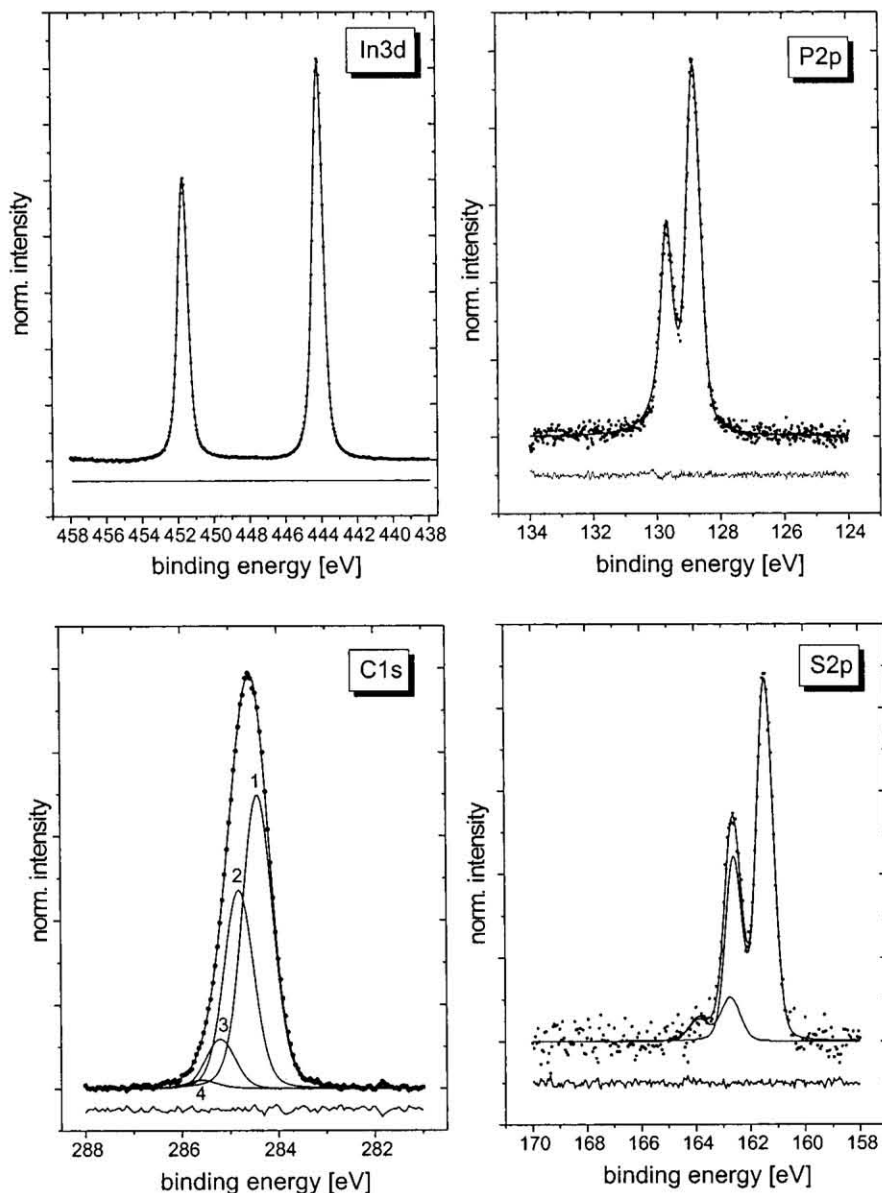 In3d
norm. intensity
458 456 454 452 450 448 446 444 442 440 438
binding energy [eV]
P2p
norm. intensity
134 132 130 128 126 124
binding energy [eV]
C1s
1
2
3
4
norm. intensity
288 286 284 282
binding energy [eV]
S2p
norm. intensity
170 168 166 164 162 160 158
binding energy [eV]